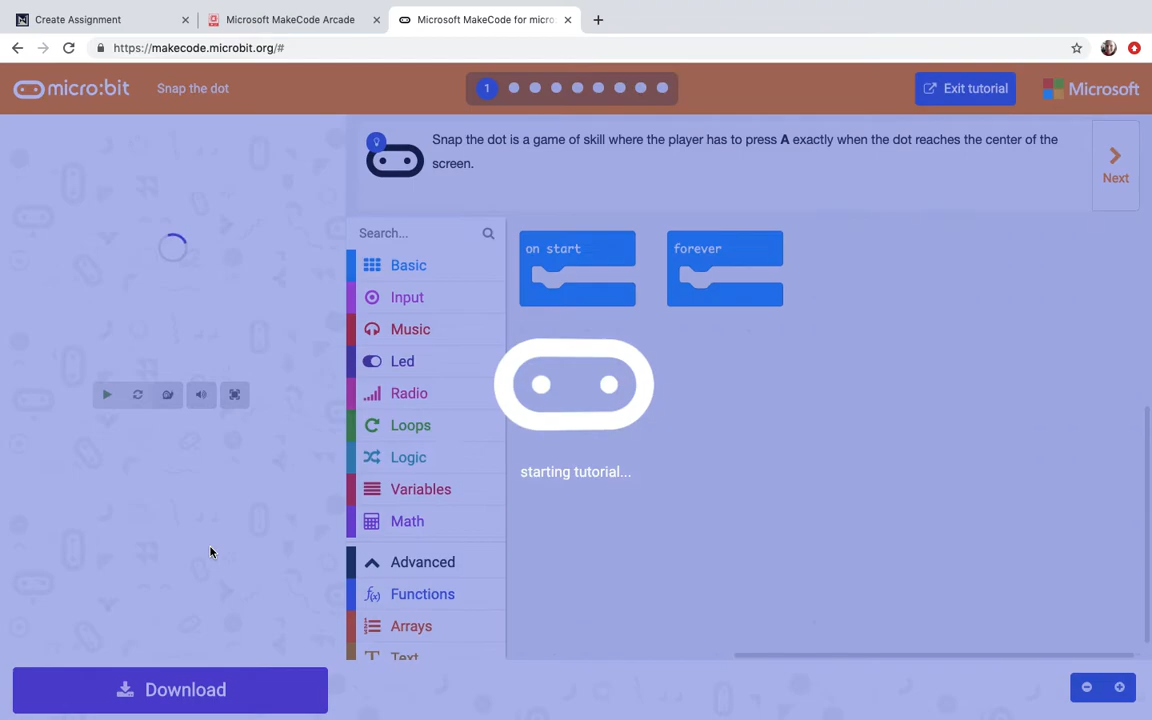 Create Assignment
Microsoft MakeCode Arcade
Microsoft MakeCode for micro:
https://makecode.microbit.org/#
micro:bit
Snap the dot
1
Exit tutorial
Microsoft
Snap the dot is a game of skill where the player has to press A exactly when the dot reaches the center of the
screen.
Next
Search...
on start
forever
Basic
Input
Music
Led
Radio
Loops
Logic
Variables
Math
starting tutorial...
Advanced
Functions
Arrays
Text
Download